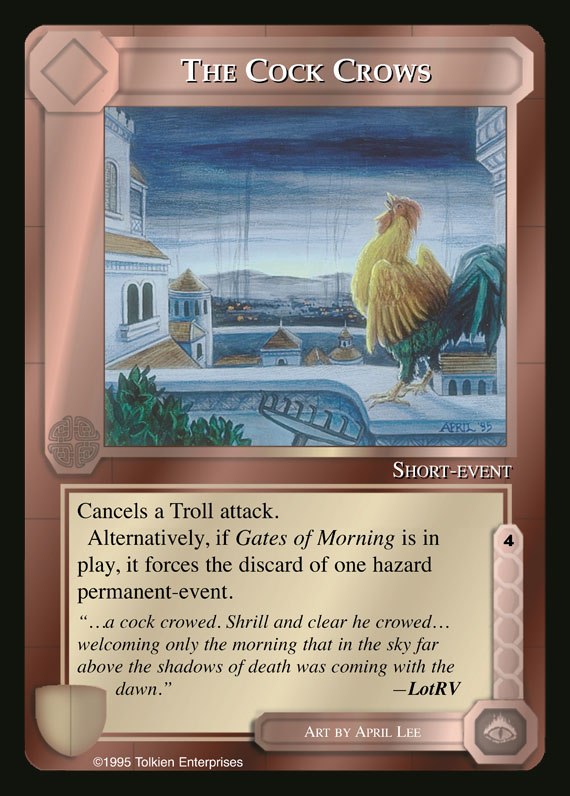 The Cock Crows
APRIL '95
Short-event
Cancels a Troll attack.
Alternatively, if Gates of Morning is in
play, it forces the discard of one hazard
permanent-event.
4
“…a cock crowed. Shrill and clear he crowed…
welcoming only the morning that in the sky far
above the shadows of death was coming with the
dawn.” –LotRV
Art by April Lee
©1995 Tolkien Enterprises